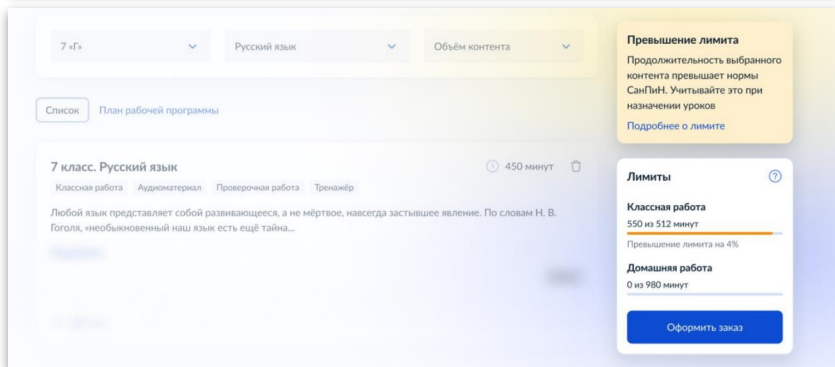 7 «Г»
Русский язык
Объём контента
Список
План рабочей программы
7 класс. Русский язык
450 минут
Классная работа Аудиоматериал Проверочная работа Тренажёр
Любой язык представляет собой развивающееся, а не мёртвое, навсегда застывшее явление. По словам Н. В.
Гоголя, «необыкновенный наш язык есть ещё тайна...
Превышение лимита
Продолжительность выбранного
контента превышает нормы
СанПиН. Учитывайте это при
назначении уроков
Подробнее о лимите
Лимиты
?
Классная работа
550 из 512 минут
Превышение лимита на 4%
Домашняя работа
0 из 980 минут
Оформить заказ